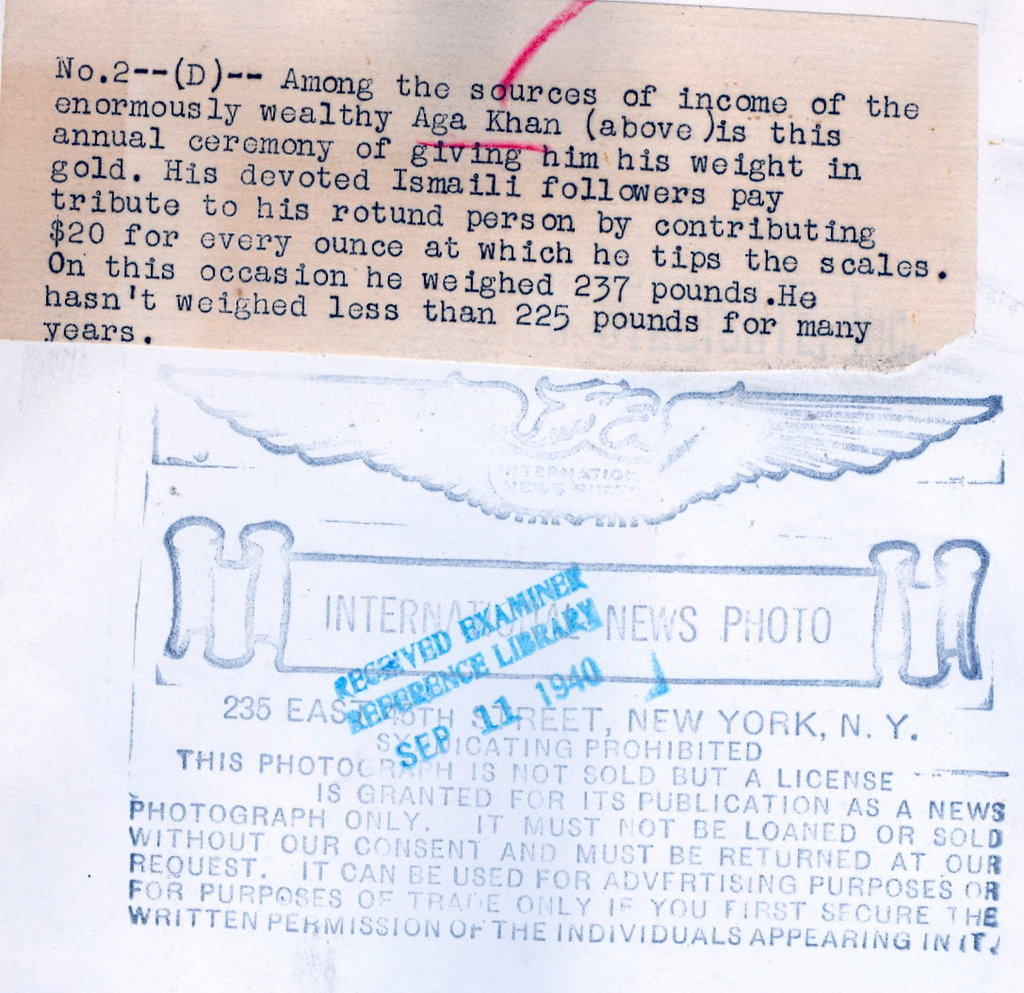 No.2--(D)-- Among the sources of income of the
enormously wealthy Aga Khan (above)is this
annual ceremony of giving him his weight in
gold. His devoted Ismaili followers pay
tribute to his rotund person by contributing
$20 for every ounce at which he tips the scales.
On this occasion he weighed 237 pounds.He
hasn't weighed less than 225 pounds for many
years.
INTERNATIONAL
NEWS
INTERNATIONAL NEWS PHOTO
RECEIVED EXAMINER
REFERENCE LIBRARY
SEP 11 1940
235 EAST 45TH STREET, NEW YORK, N. Y.
SYNDICATING PROHIBITED
THIS PHOTOGRAPH IS NOT SOLD BUT A LICENSE
IS GRANTED FOR ITS PUBLICATION AS A NEWS
PHOTOGRAPH ONLY. IT MUST NOT BE LOANED OR SOLD
WITHOUT OUR CONSENT AND MUST BE RETURNED AT OUR
REQUEST. IT CAN BE USED FOR ADVERTISING PURPOSES OR
FOR PURPOSES OF TRADE ONLY IF YOU FIRST SECURE THE
WRITTEN PERMISSION OF THE INDIVIDUALS APPEARING IN IT.